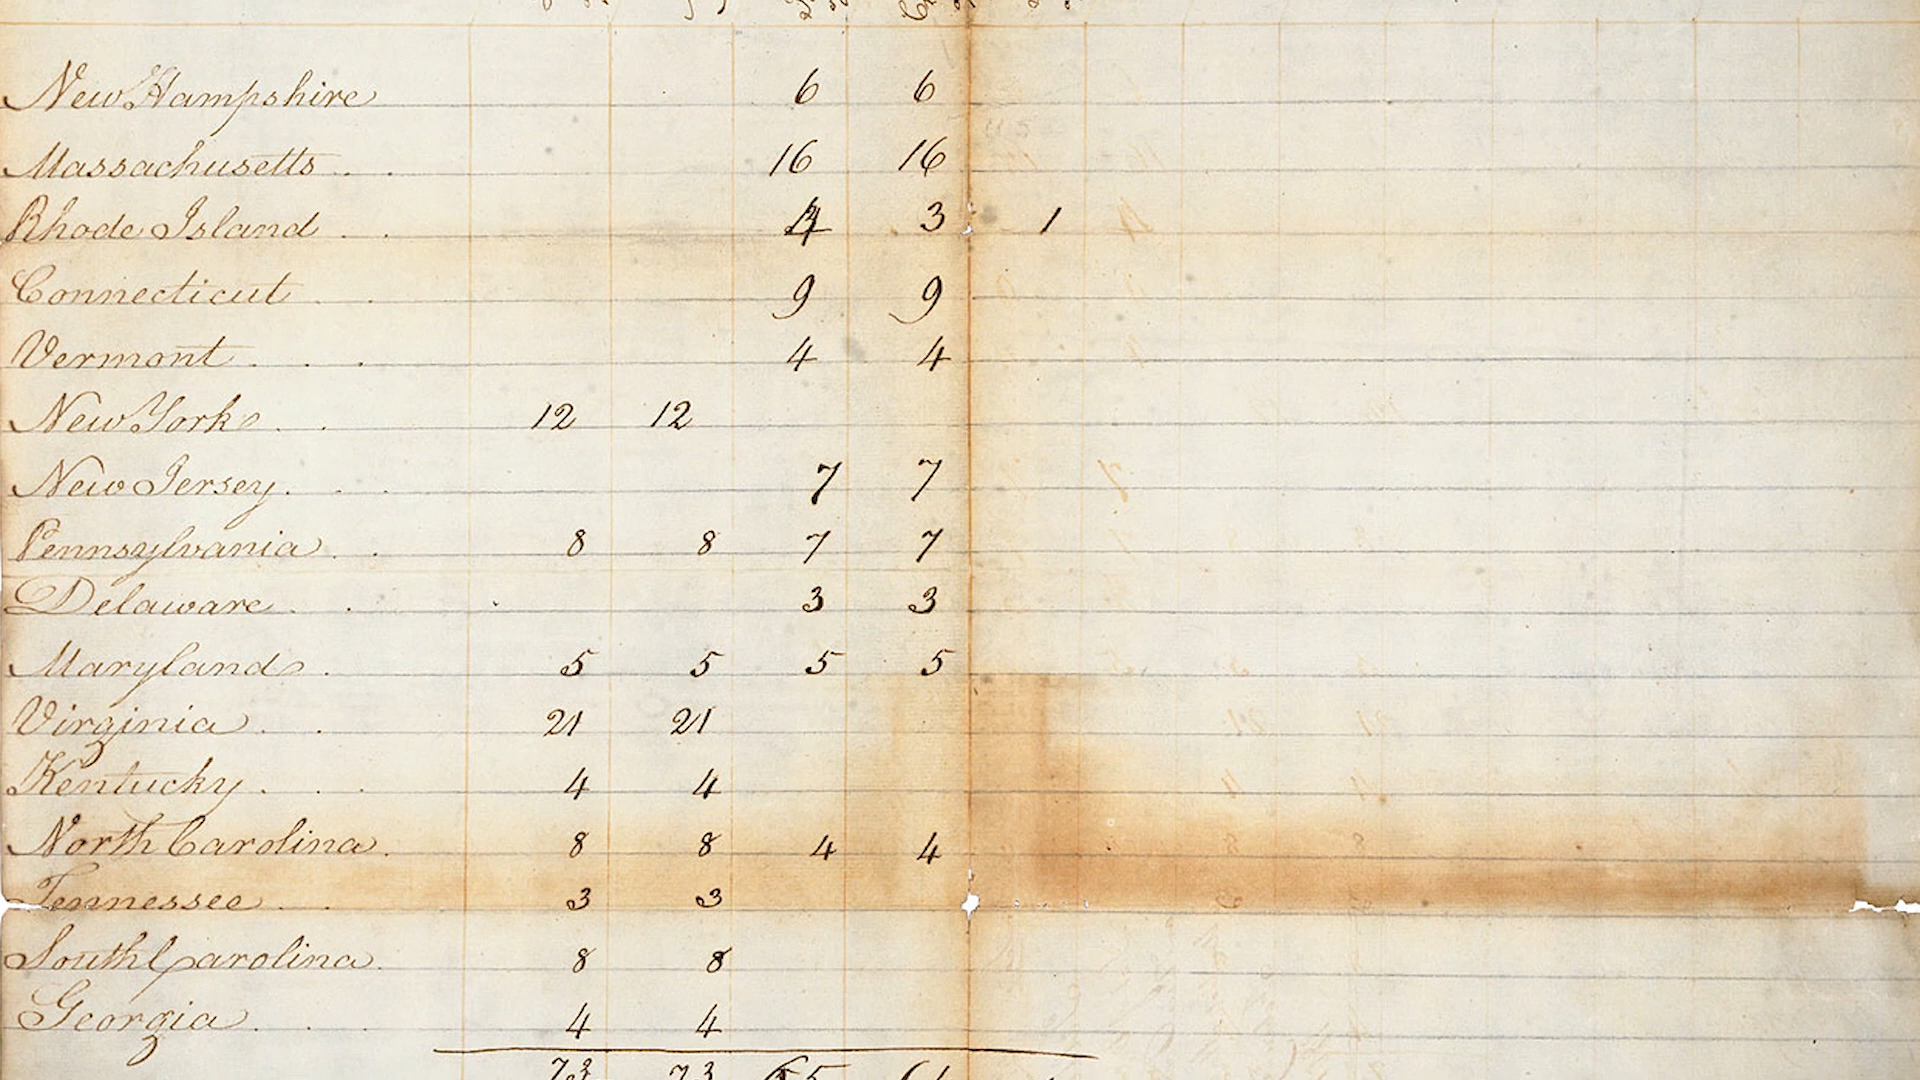 New Hampshire 6 6
Massachusetts . . 16 16
Rhode Island . . 4 3 1
Connecticut . . 9 9
Vermont . . . 4 4
New York . . 12 12
New Jersey . . . 7 7
Pennsylvania . . 8 8 7 7
Delaware . . 3 3
Maryland . 5 5 5 5
Virginia . . 21 21
Kentucky . . . 4 4
North Carolina . 8 8 4 4
Tennessee . . 3 3
South Carolina . 8 8
Georgia . . . 4 4
73 73 65